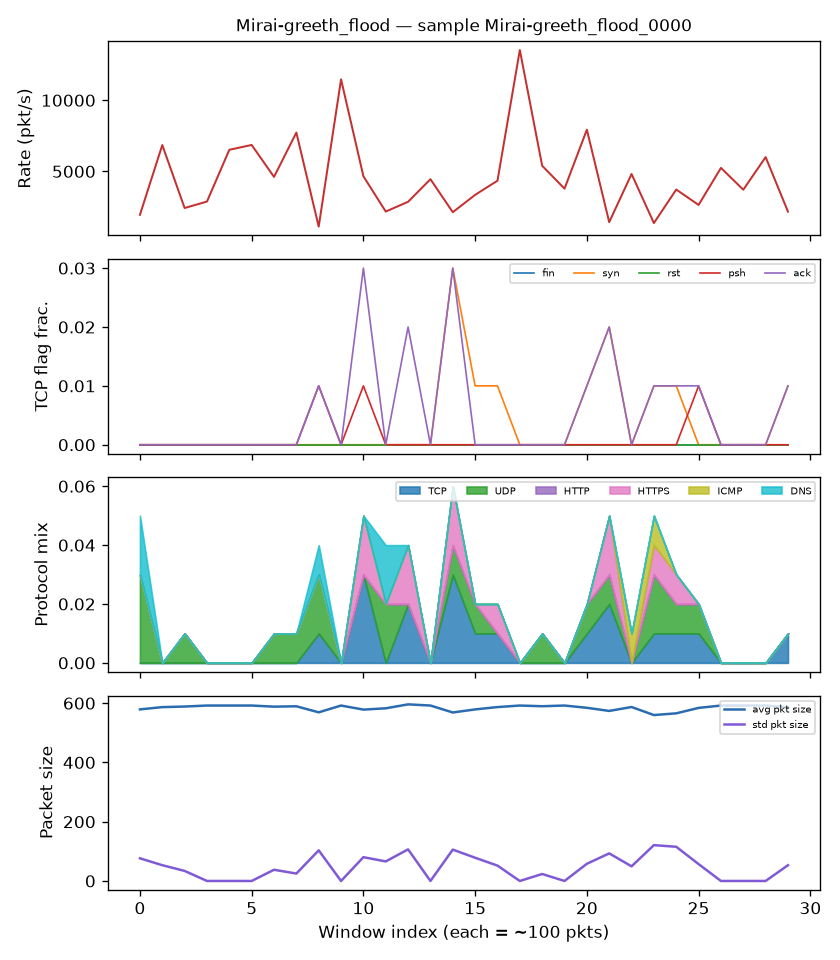 Mirai-greeth_flood — sample Mirai-greeth_flood_0000
Rate (pkt/s)
10000
5000
TCP flag frac.
0.03
0.02
0.01
0.00
fin syn rst psh ack
Protocol mix
0.06
0.04
0.02
0.00
TCP UDP HTTP HTTPS ICMP DNS
Packet size
600
400
200
0
avg pkt size
std pkt size
0 5 10 15 20 25 30
Window index (each = ~100 pkts)